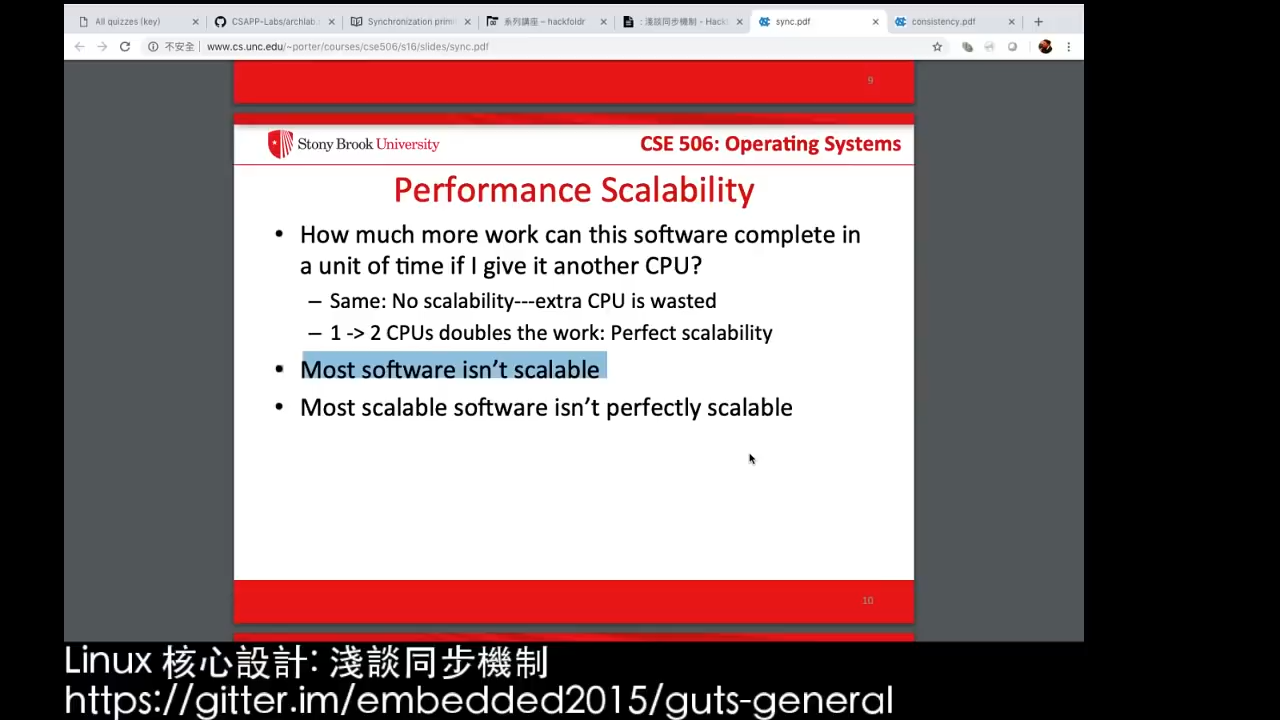 All quizzes (key)
CSAPP-Labs/archlab
Synchronization primi
系列講座 – hackfoldr
: 淺談同步機制 - Hack
sync.pdf
consistency.pdf
不安全
www.cs.unc.edu/~porter/courses/cse506/s16/slides/sync.pdf
9
Stony Brook University
CSE 506: Operating Systems
Performance Scalability
• How much more work can this software complete in
a unit of time if I give it another CPU?
– Same: No scalability---extra CPU is wasted
– 1 -> 2 CPUs doubles the work: Perfect scalability
• Most software isn't scalable
• Most scalable software isn't perfectly scalable
10
Linux 核心設計: 淺談同步機制
https://gitter.im/embedded2015/guts-general